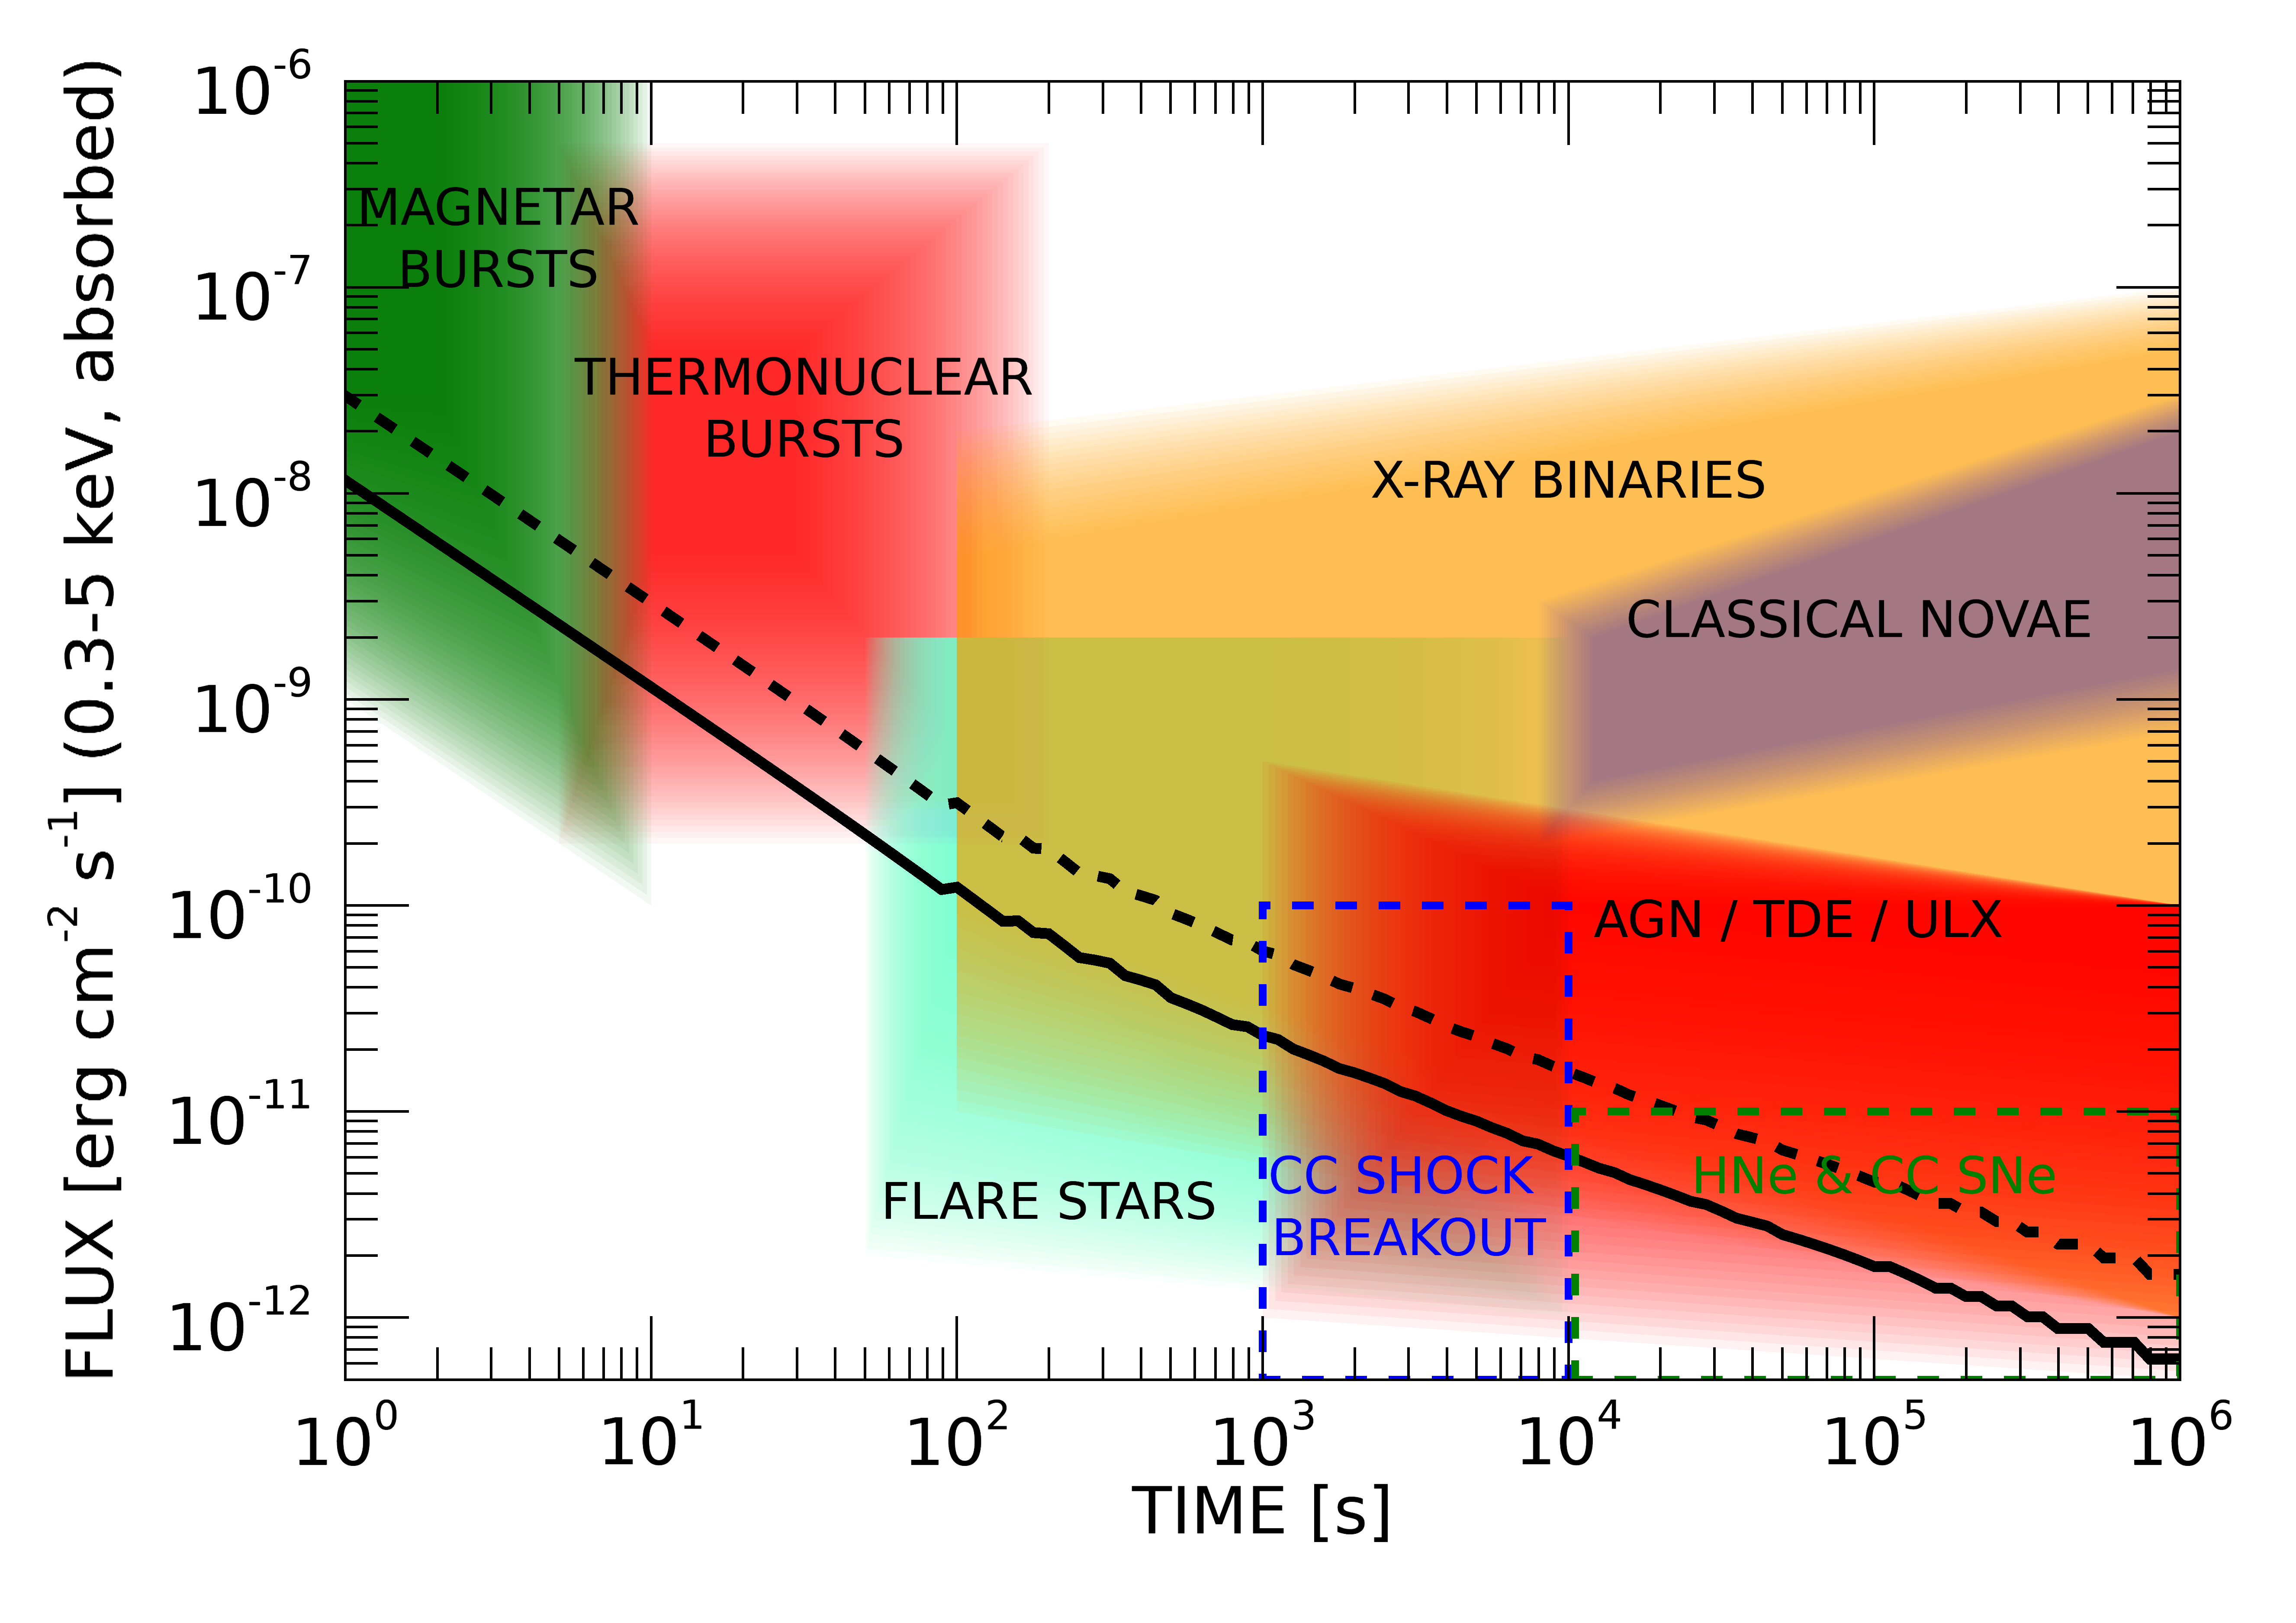 FLUX [erg cm-2 s-1] (0.3-5 keV, absorbed)
10-6
10-7
10-8
10-9
10-10
10-11
10-12
MAGNETAR
BURSTS
THERMONUCLEAR
BURSTS
X-RAY BINARIES
CLASSICAL NOVAE
AGN / TDE / ULX
FLARE STARS
CC SHOCK
BREAKOUT
HNe & CC SNe
100 101 102 103 104 105 106
TIME [s]